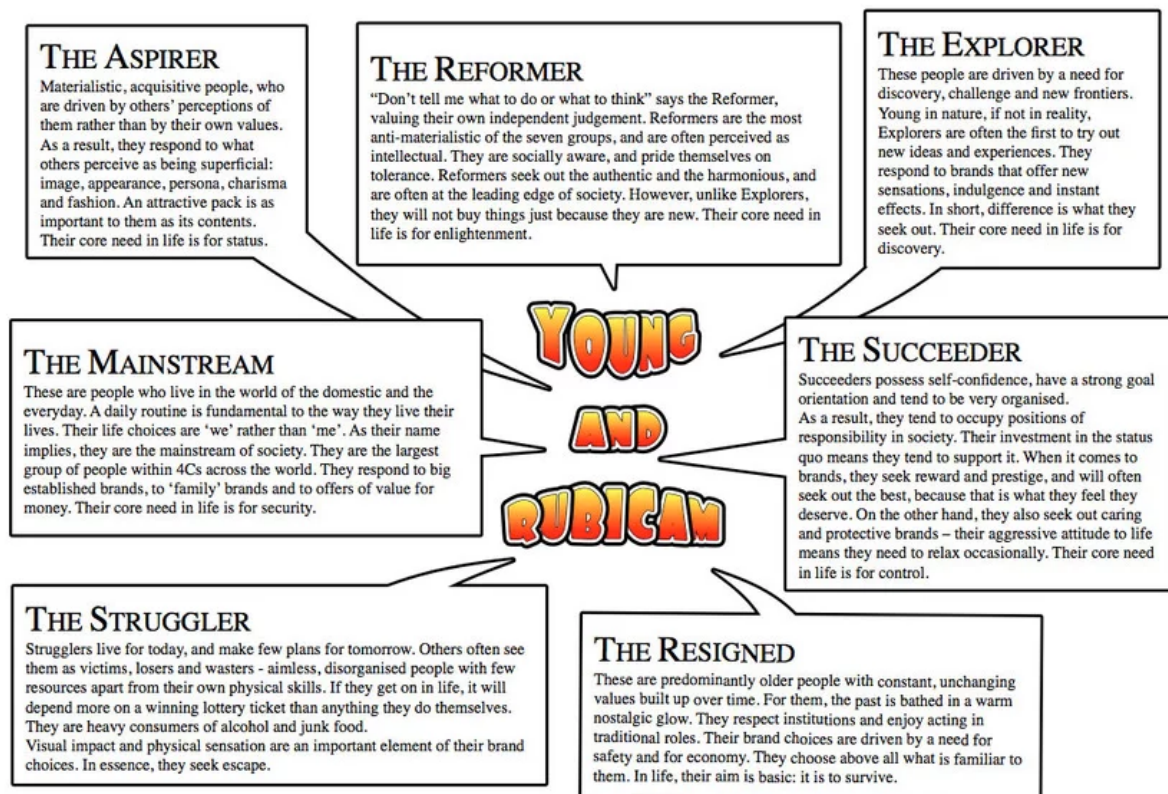 THE ASPIRER
Materialistic, acquisitive people, who
are driven by others' perceptions of
them rather than by their own values.
As a result, they respond to what
others perceive as being superficial:
image, appearance, persona, charisma
and fashion. An attractive pack is as
important to them as its contents.
Their core need in life is for status.
THE REFORMER
“Don't tell me what to do or what to think” says the Reformer,
valuing their own independent judgement. Reformers are the most
anti-materialistic of the seven groups, and are often perceived as
intellectual. They are socially aware, and pride themselves on
tolerance. Reformers seek out the authentic and the harmonious, and
are often at the leading edge of society. However, unlike Explorers,
they will not buy things just because they are new. Their core need in
life is for enlightenment.
THE EXPLORER
These people are driven by a need for
discovery, challenge and new frontiers.
Young in nature, if not in reality,
Explorers are often the first to try out
new ideas and experiences. They
respond to brands that offer new
sensations, indulgence and instant
effects. In short, difference is what they
seek out. Their core need in life is for
discovery.
YOUNG
AND
RUBICAM
THE MAINSTREAM
These are people who live in the world of the domestic and the
everyday. A daily routine is fundamental to the way they live their
lives. Their life choices are ‘we’ rather than ‘me’. As their name
implies, they are the mainstream of society. They are the largest
group of people within 4Cs across the world. They respond to big
established brands, to ‘family’ brands and to offers of value for
money. Their core need in life is for security.
THE SUCCEEDER
Succeeders possess self-confidence, have a strong goal
orientation and tend to be very organised.
As a result, they tend to occupy positions of
responsibility in society. Their investment in the status
quo means they tend to support it. When it comes to
brands, they seek reward and prestige, and will often
seek out the best, because that is what they feel they
deserve. On the other hand, they also seek out caring
and protective brands – their aggressive attitude to life
means they need to relax occasionally. Their core need
in life is for control.
THE STRUGGLER
Strugglers live for today, and make few plans for tomorrow. Others often see
them as victims, losers and wasters - aimless, disorganised people with few
resources apart from their own physical skills. If they get on in life, it will
depend more on a winning lottery ticket than anything they do themselves.
They are heavy consumers of alcohol and junk food.
Visual impact and physical sensation are an important element of their brand
choices. In essence, they seek escape.
THE RESIGNED
These are predominantly older people with constant, unchanging
values built up over time. For them, the past is bathed in a warm
nostalgic glow. They respect institutions and enjoy acting in
traditional roles. Their brand choices are driven by a need for
safety and for economy. They choose above all what is familiar to
them. In life, their aim is basic: it is to survive.